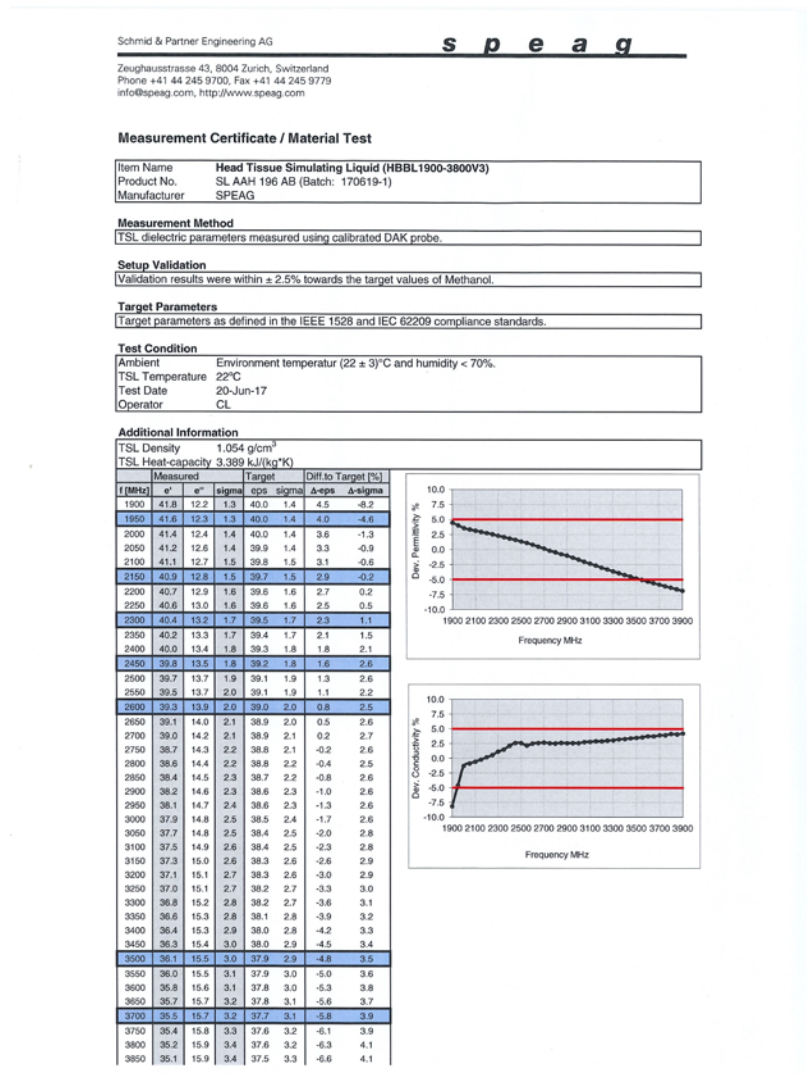 Schmid & Partner Engineering AG
s p e a g
Zeughausstrasse 43, 8004 Zurich, Switzerland
Phone +41 44 245 9700, Fax +41 44 245 9779
info@speag.com, http://www.speag.com
Measurement Certificate / Material Test
Item Name Head Tissue Simulating Liquid (HBBL1900-3800V3)
Product No. SL AAH 196 AB (Batch: 170619-1)
Manufacturer SPEAG
Measurement Method
TSL dielectric parameters measured using calibrated DAK probe.
Setup Validation
Validation results were within ± 2.5% towards the target values of Methanol.
Target Parameters
Target parameters as defined in the IEEE 1528 and IEC 62209 compliance standards.
Test Condition
Ambient Environment temperatur (22 ± 3)°C and humidity < 70%.
TSL Temperature 22°C
Test Date 20-Jun-17
Operator CL
Additional Information
TSL Density 1.054 g/cm³
TSL Heat-capacity 3.389 kJ/(kg*K)
Measured Target Diff.to Target [%]
f [MHz] e' e'' sigma eps sigma Δ-eps Δ-sigma
1900 41.8 12.2 1.3 40.0 1.4 4.5 -8.2
1950 41.6 12.3 1.3 40.0 1.4 4.0 -4.6
2000 41.4 12.4 1.4 40.0 1.4 3.6 -1.3
2050 41.2 12.6 1.4 39.9 1.4 3.3 -0.9
2100 41.1 12.7 1.5 39.8 1.5 3.1 -0.6
2150 40.9 12.8 1.5 39.7 1.5 2.9 -0.2
2200 40.7 12.9 1.6 39.6 1.6 2.7 0.2
2250 40.6 13.0 1.6 39.6 1.6 2.5 0.5
2300 40.4 13.2 1.7 39.5 1.7 2.3 1.1
2350 40.2 13.3 1.7 39.4 1.7 2.1 1.5
2400 40.0 13.4 1.8 39.3 1.8 1.8 2.1
2450 39.8 13.5 1.8 39.2 1.8 1.6 2.6
2500 39.7 13.7 1.9 39.1 1.9 1.3 2.6
2550 39.5 13.7 2.0 39.1 1.9 1.1 2.2
2600 39.3 13.9 2.0 39.0 2.0 0.8 2.5
2650 39.1 14.0 2.1 38.9 2.0 0.5 2.6
2700 39.0 14.2 2.1 38.9 2.1 0.2 2.7
2750 38.7 14.3 2.2 38.8 2.1 -0.2 2.6
2800 38.6 14.4 2.2 38.8 2.2 -0.4 2.5
2850 38.4 14.5 2.3 38.7 2.2 -0.8 2.6
2900 38.2 14.6 2.3 38.6 2.3 -1.0 2.6
2950 38.1 14.7 2.4 38.6 2.3 -1.3 2.6
3000 37.9 14.8 2.5 38.5 2.4 -1.7 2.6
3050 37.7 14.8 2.5 38.4 2.5 -2.0 2.8
3100 37.5 14.9 2.6 38.4 2.5 -2.3 2.8
3150 37.3 15.0 2.6 38.3 2.6 -2.6 2.9
3200 37.1 15.1 2.7 38.3 2.6 -3.0 2.9
3250 37.0 15.1 2.7 38.2 2.7 -3.3 3.0
3300 36.8 15.2 2.8 38.2 2.7 -3.6 3.1
3350 36.6 15.3 2.8 38.1 2.8 -3.9 3.2
3400 36.4 15.3 2.9 38.0 2.8 -4.2 3.3
3450 36.3 15.4 3.0 38.0 2.9 -4.5 3.4
3500 36.1 15.5 3.0 37.9 2.9 -4.8 3.5
3550 36.0 15.5 3.1 37.9 3.0 -5.0 3.6
3600 35.8 15.6 3.1 37.8 3.0 -5.3 3.8
3650 35.7 15.7 3.2 37.8 3.1 -5.6 3.7
3700 35.5 15.7 3.2 37.7 3.1 -5.8 3.9
3750 35.4 15.8 3.3 37.6 3.2 -6.1 3.9
3800 35.2 15.9 3.4 37.6 3.2 -6.3 4.1
3850 35.1 15.9 3.4 37.5 3.3 -6.6 4.1
Dev. Permittivity %
10.0
7.5
5.0
2.5
0.0
-2.5
-5.0
-7.5
-10.0
1900 2100 2300 2500 2700 2900 3100 3300 3500 3700 3900
Frequency MHz
Dev. Conductivity %
10.0
7.5
5.0
2.5
0.0
-2.5
-5.0
-7.5
-10.0
1900 2100 2300 2500 2700 2900 3100 3300 3500 3700 3900
Frequency MHz